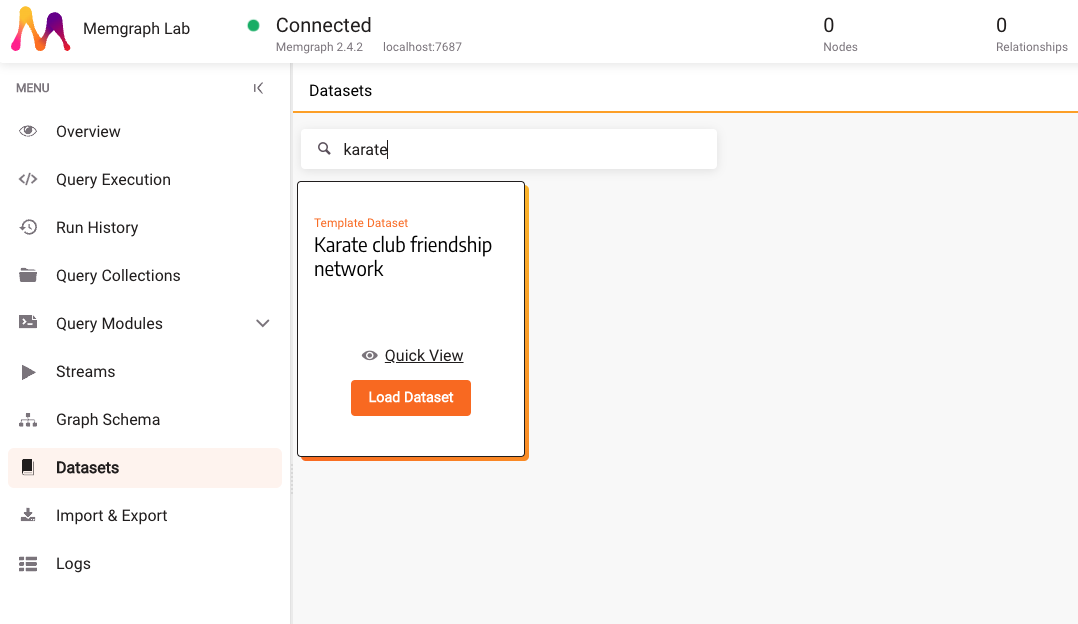 Memgraph Lab
Connected
Memgraph 2.4.2 localhost:7687
0
Nodes
0
Relationships
MENU
Overview
Query Execution
Run History
Query Collections
Query Modules
Streams
Graph Schema
Datasets
Import & Export
Logs
Datasets
karate
Template Dataset
Karate club friendship
network
Quick View
Load Dataset